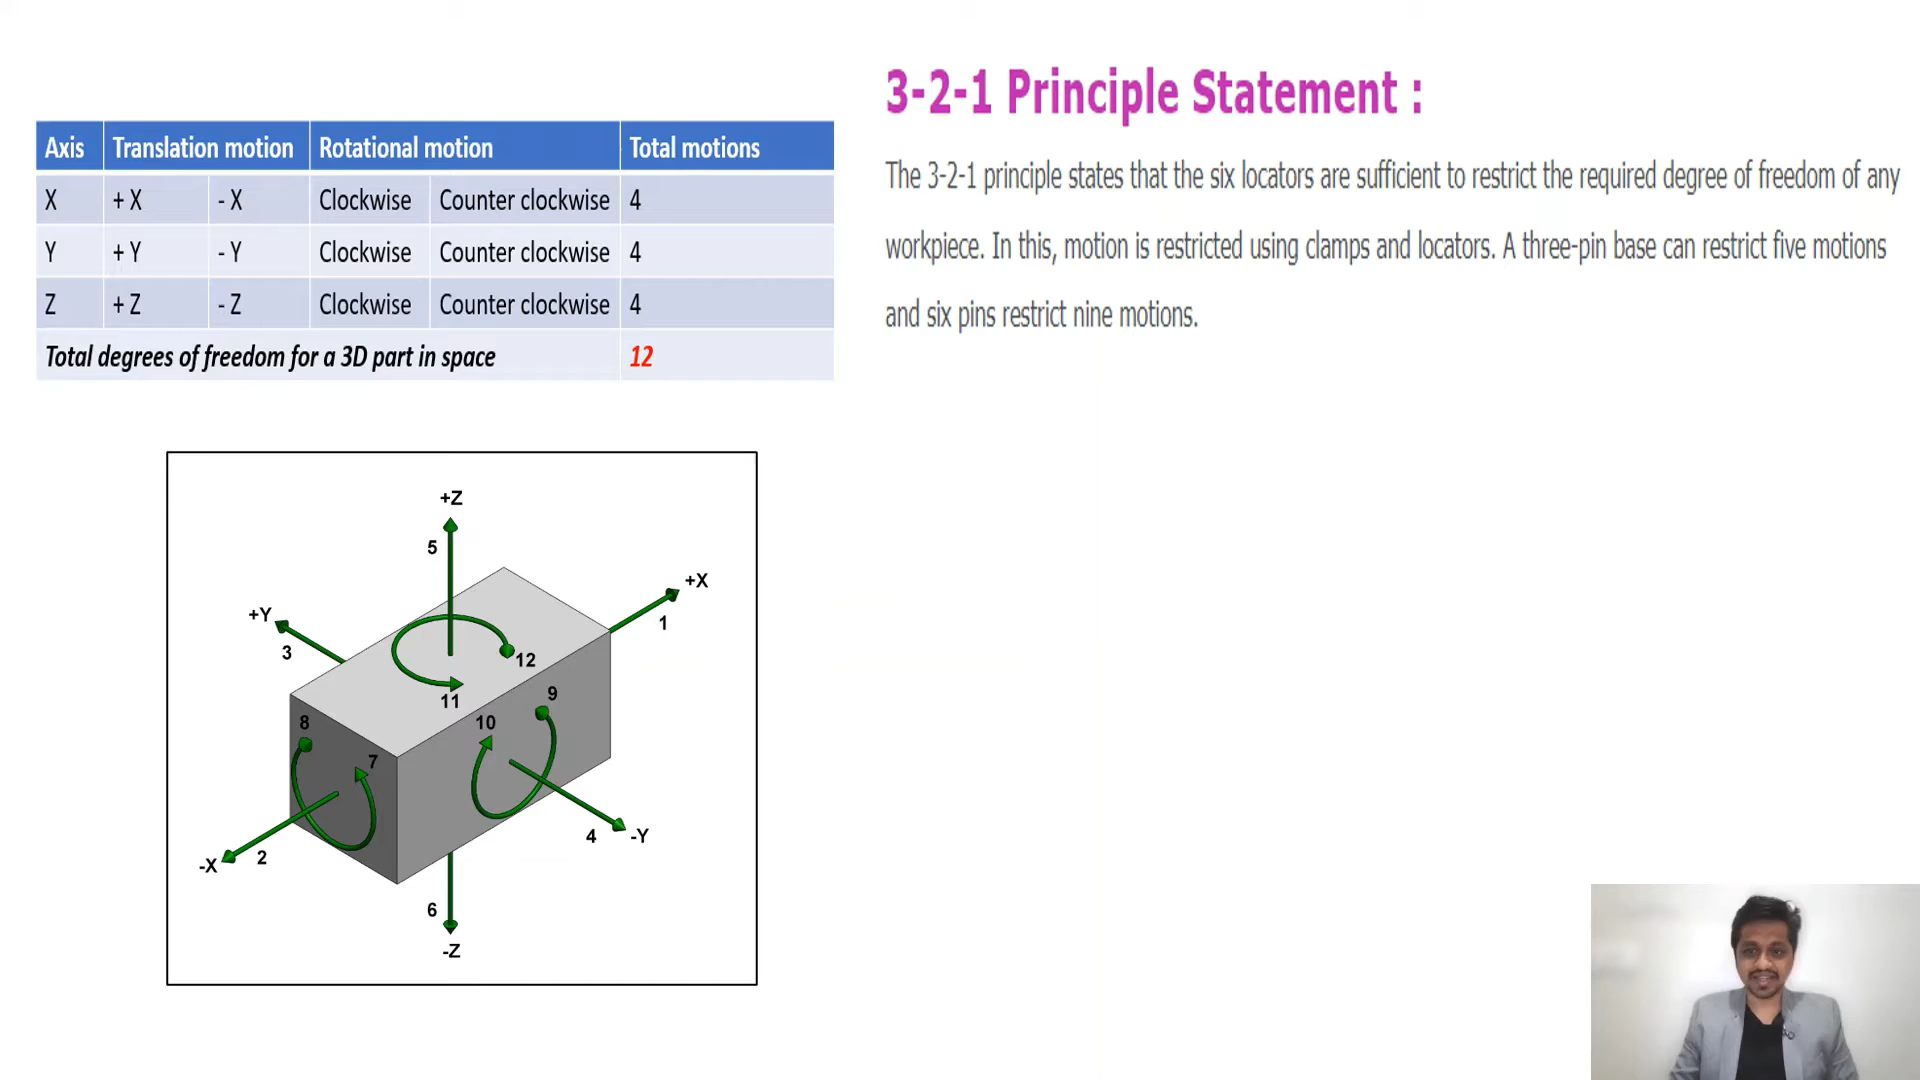 3-2-1 Principle Statement :
The 3-2-1 principle states that the six locators are sufficient to restrict the required degree of freedom of any
workpiece. In this, motion is restricted using clamps and locators. A three-pin base can restrict five motions
and six pins restrict nine motions.
Axis Translation motion Rotational motion Total motions
X + X - X Clockwise Counter clockwise 4
Y + Y - Y Clockwise Counter clockwise 4
Z + Z - Z Clockwise Counter clockwise 4
Total degrees of freedom for a 3D part in space 12
+Z
5
+X
1
+Y
3
12
11
9
10
8
7
4
-Y
2
-X
6
-Z